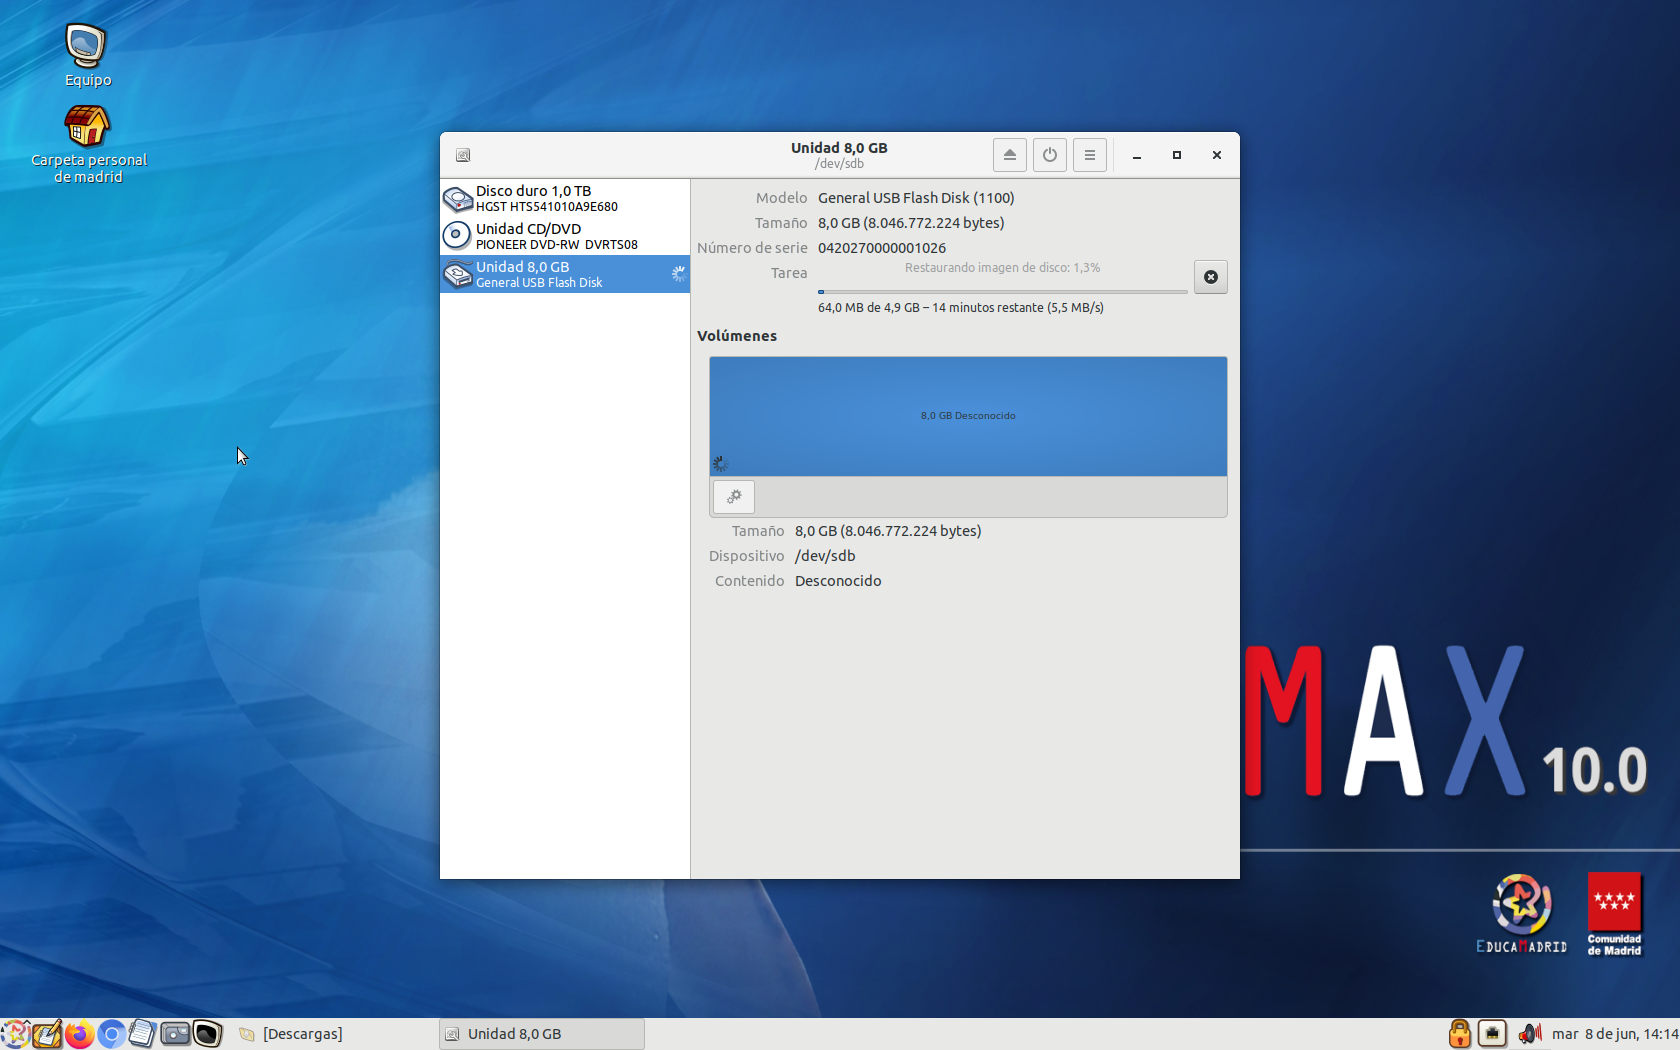 Equipo
Carpeta personal
de madrid
Unidad 8,0 GB
/dev/sdb
Disco duro 1,0 TB
HGST HTS541010A9E680
Unidad CD/DVD
PIONEER DVD-RW DVRTS08
Unidad 8,0 GB
General USB Flash Disk
Modelo General USB Flash Disk (1100)
Tamaño 8,0 GB (8.046.772.224 bytes)
Número de serie 0420270000001026
Tarea Restaurando imagen de disco: 1,3%
64,0 MB de 4,9 GB – 14 minutos restante (5,5 MB/s)
Volúmenes
8,0 GB Desconocido
Tamaño 8,0 GB (8.046.772.224 bytes)
Dispositivo /dev/sdb
Contenido Desconocido
MAX 10.0
EDUCAMADRID
Comunidad
de Madrid
[Descargas]
Unidad 8,0 GB
mar 8 de jun, 14:14